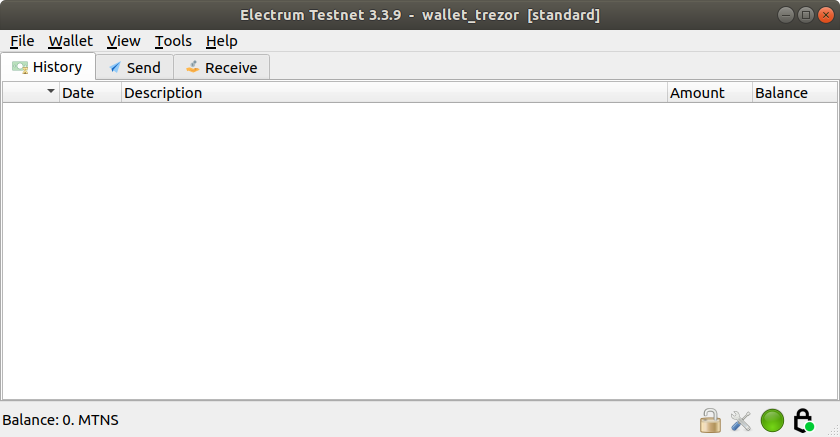 Electrum Testnet 3.3.9 - wallet_trezor [standard]
File Wallet View Tools Help
History Send Receive
Date Description Amount Balance
Balance: 0. MTNS